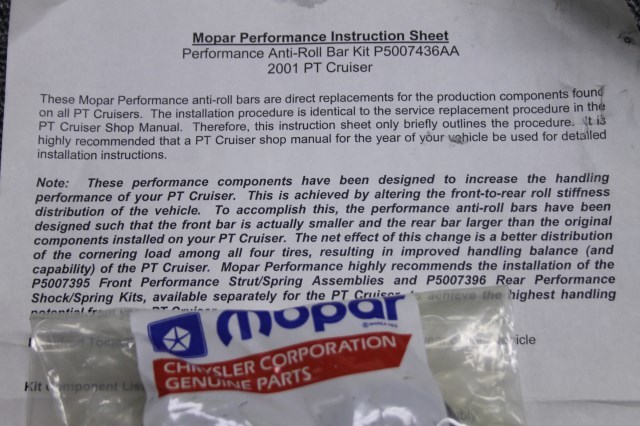 Mopar Performance Instruction Sheet
Performance Anti-Roll Bar Kit P5007436AA
2001 PT Cruiser
These Mopar Performance anti-roll bars are direct replacements for the production components found
on all PT Cruisers. The installation procedure is identical to the service replacement procedure in the
PT Cruiser Shop Manual. Therefore, this instruction sheet only briefly outlines the procedure. It is
highly recommended that a PT Cruiser shop manual for the year of your vehicle be used for detailed
installation instructions.
Note: These performance components have been designed to increase the handling
performance of your PT Cruiser. This is achieved by altering the front-to-rear roll stiffness
distribution of the vehicle. To accomplish this, the performance anti-roll bars have been
designed such that the front bar is actually smaller and the rear bar larger than the original
components installed on your PT Cruiser. The net effect of this change is a better distribution
of the cornering load among all four tires, resulting in improved handling balance (and
capability) of the PT Cruiser. Mopar Performance highly recommends the installation of the
P5007395 Front Performance Strut/Spring Assemblies and P5007396 Rear Performance
Shock/Spring Kits, available separately for the PT Cruiser, to achieve the highest handling
potential PT Cruiser
Kit Component
mopar
CHRYSLER CORPORATION
GENUINE PARTS